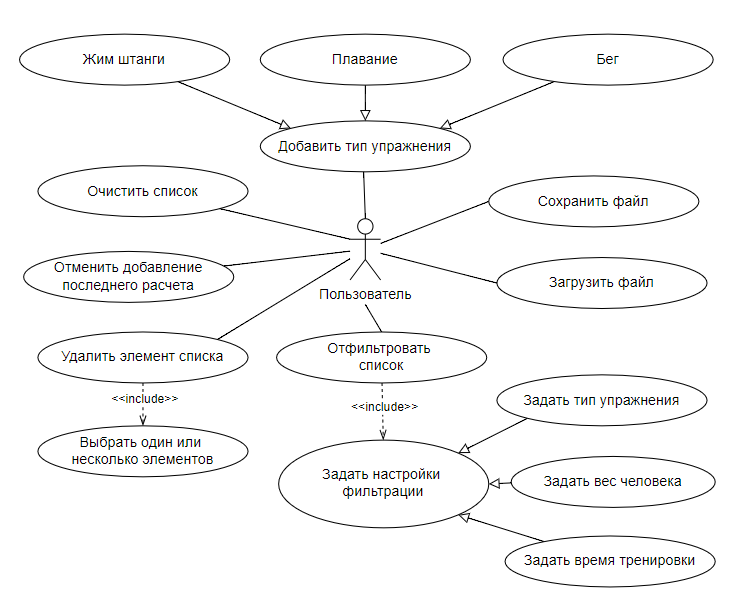 Жим штанги
Плавание
Бег
Добавить тип упражнения
Очистить список
Сохранить файл
Отменить добавление
последнего расчета
Загрузить файл
Пользователь
Удалить элемент списка
Отфильтровать
список
<<include>>
<<include>>
Задать тип упражнения
Выбрать один или
несколько элементов
Задать настройки
фильтрации
Задать вес человека
Задать время тренировки